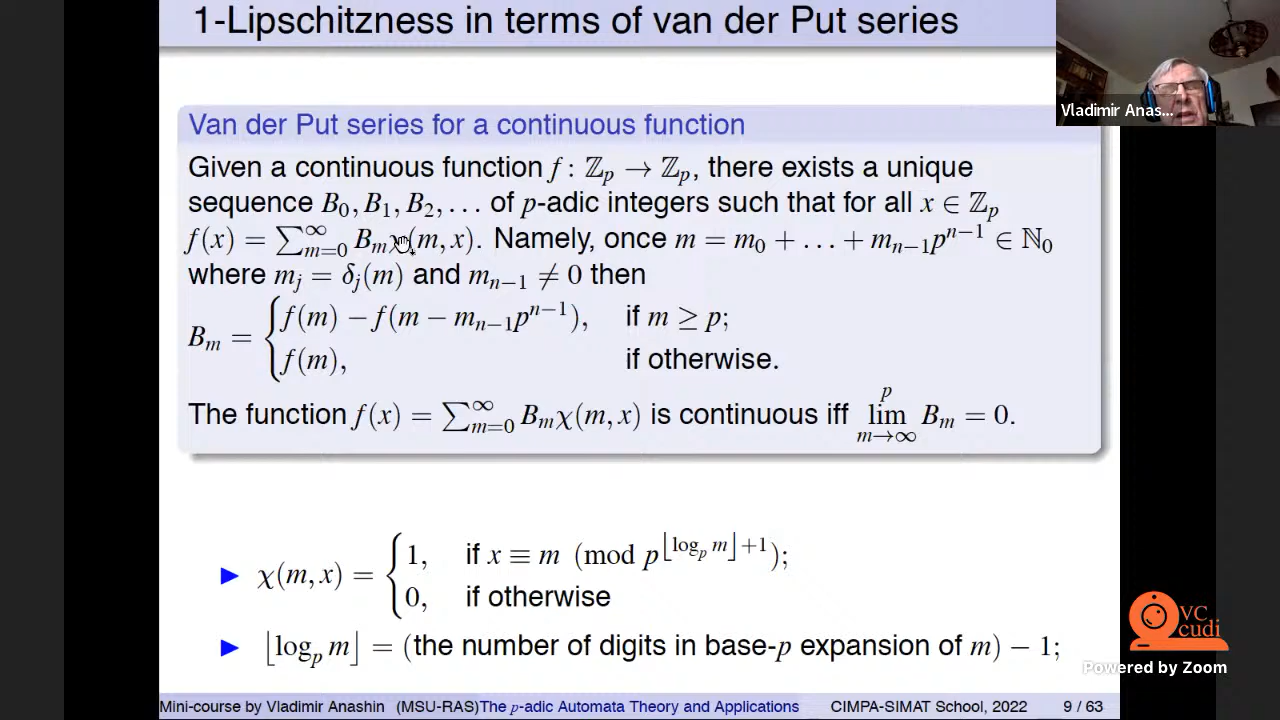 1-Lipschitzness in terms of van der Put series
Vladimir Anas...
Van der Put series for a continuous function
Given a continuous function f : ℤ_p → ℤ_p, there exists a unique
sequence B_0, B_1, B_2, … of p-adic integers such that for all x ∈ ℤ_p
f(x) = ∑_{m=0}^{∞} B_m χ(m, x). Namely, once m = m_0 + … + m_{n−1}p^{n−1} ∈ ℕ_0
where m_j = δ_j(m) and m_{n−1} ≠ 0 then
B_m = { f(m) − f(m − m_{n−1}p^{n−1}), if m ≥ p;
f(m), if otherwise.
The function f(x) = ∑_{m=0}^{∞} B_m χ(m, x) is continuous iff lim^{p}_{m→∞} B_m = 0.
▶ χ(m, x) = { 1, if x ≡ m (mod p^{⌊log_p m⌋+1});
0, if otherwise
▶ ⌊log_p m⌋ = (the number of digits in base-p expansion of m) − 1;
VC
cudi
Powered by Zoom
Mini-course by Vladimir Anashin (MSU-RAS) The p-adic Automata Theory and Applications CIMPA-SIMAT School, 2022 9 / 63